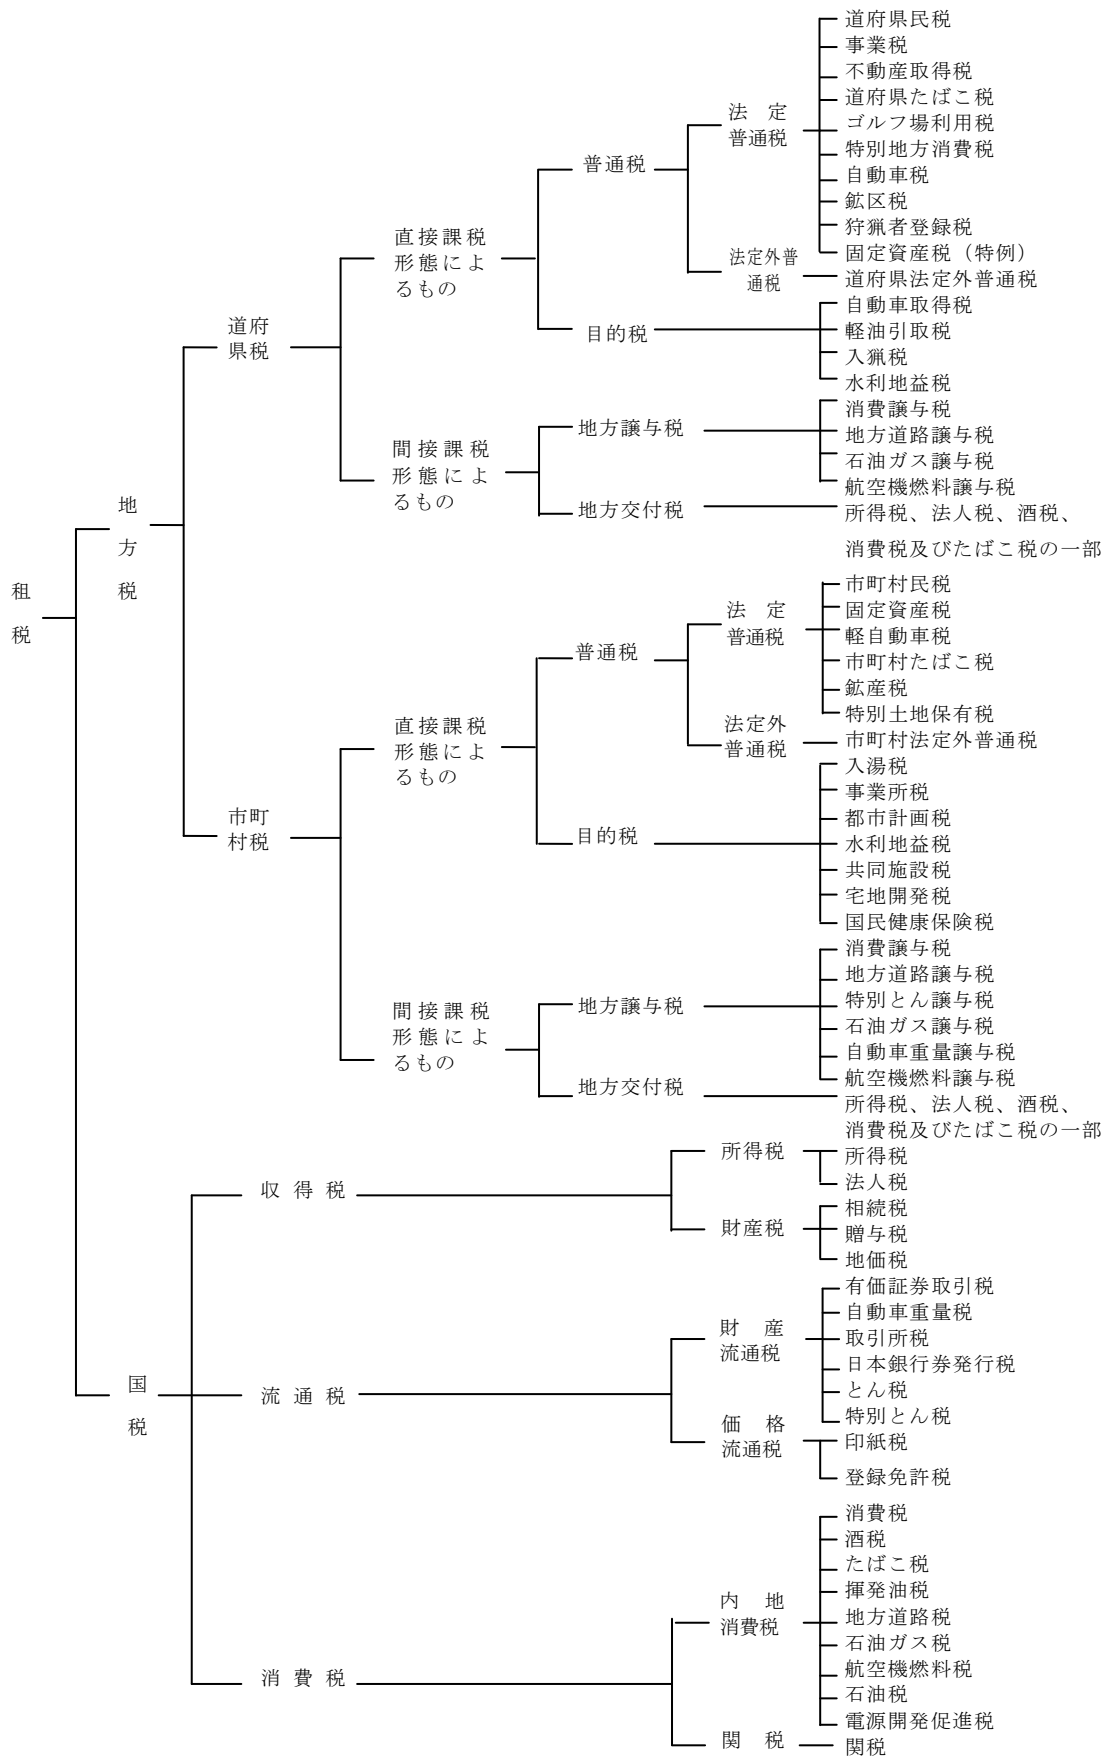 租税
地方税
道府県税
直接課税形態によるもの
普通税
法定普通税
道府県民税
事業税
不動産取得税
道府県たばこ税
ゴルフ場利用税
特別地方消費税
自動車税
鉱区税
狩猟者登録税
固定資産税（特例）
法定外普通税
道府県法定外普通税
目的税
自動車取得税
軽油引取税
入猟税
水利地益税
間接課税形態によるもの
地方譲与税
消費譲与税
地方道路譲与税
石油ガス譲与税
航空機燃料譲与税
地方交付税
所得税、法人税、酒税、
消費税及びたばこ税の一部
市町村税
直接課税形態によるもの
普通税
法定普通税
市町村民税
固定資産税
軽自動車税
市町村たばこ税
鉱産税
特別土地保有税
法定外普通税
市町村法定外普通税
目的税
入湯税
事業所税
都市計画税
水利地益税
共同施設税
宅地開発税
国民健康保険税
間接課税形態によるもの
地方譲与税
消費譲与税
地方道路譲与税
特別とん譲与税
石油ガス譲与税
自動車重量譲与税
航空機燃料譲与税
地方交付税
所得税、法人税、酒税、
消費税及びたばこ税の一部
国税
収得税
所得税
所得税
法人税
財産税
相続税
贈与税
地価税
流通税
財産流通税
有価証券取引税
自動車重量税
取引所税
日本銀行券発行税
とん税
特別とん税
価格流通税
印紙税
登録免許税
消費税
内地消費税
消費税
酒税
たばこ税
揮発油税
地方道路税
石油ガス税
航空機燃料税
石油税
電源開発促進税
関税
関税